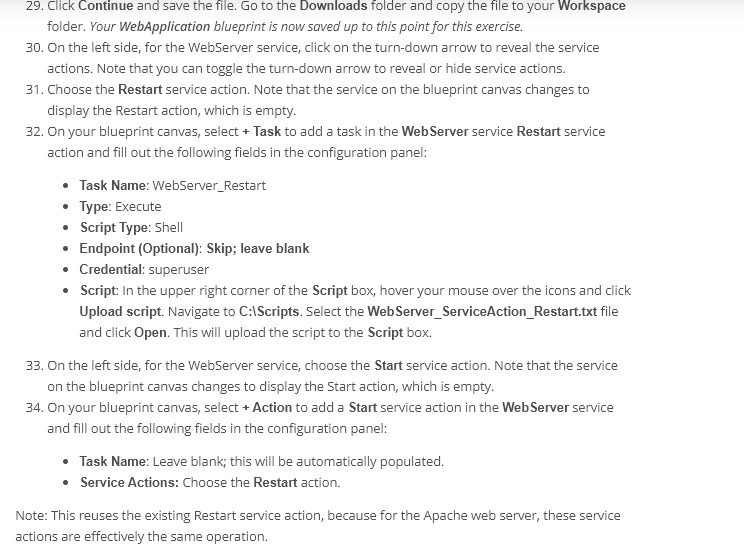 29. Click Continue and save the file. Go to the Downloads folder and copy the file to your Workspace
folder. Your WebApplication blueprint is now saved up to this point for this exercise.
30. On the left side, for the WebServer service, click on the turn-down arrow to reveal the service
actions. Note that you can toggle the turn-down arrow to reveal or hide service actions.
31. Choose the Restart service action. Note that the service on the blueprint canvas changes to
display the Restart action, which is empty.
32. On your blueprint canvas, select + Task to add a task in the WebServer service Restart service
action and fill out the following fields in the configuration panel:
• Task Name: WebServer_Restart
• Type: Execute
• Script Type: Shell
• Endpoint (Optional): Skip; leave blank
• Credential: superuser
• Script: In the upper right corner of the Script box, hover your mouse over the icons and click
Upload script. Navigate to C:\Scripts. Select the WebServer_ServiceAction_Restart.txt file
and click Open. This will upload the script to the Script box.
33. On the left side, for the WebServer service, choose the Start service action. Note that the service
on the blueprint canvas changes to display the Start action, which is empty.
34. On your blueprint canvas, select + Action to add a Start service action in the WebServer service
and fill out the following fields in the configuration panel:
• Task Name: Leave blank; this will be automatically populated.
• Service Actions: Choose the Restart action.
Note: This reuses the existing Restart service action, because for the Apache web server, these service
actions are effectively the same operation.